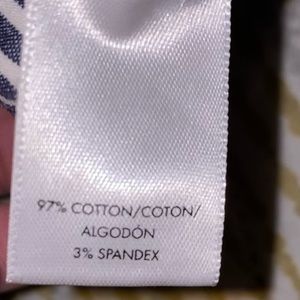 97% COTTON/COTON/
ALGODÓN
3% SPANDEX